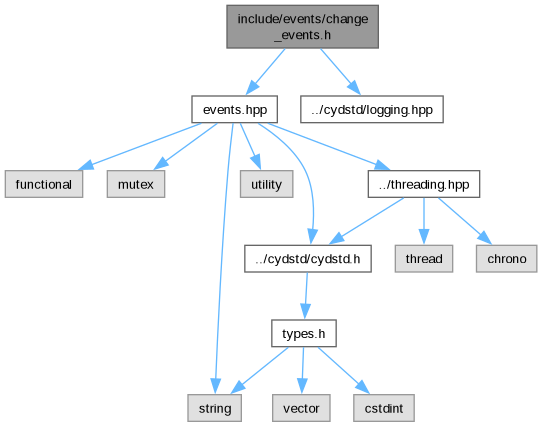 include/events/change
_events.h
events.hpp
../cydstd/logging.hpp
functional
mutex
utility
../threading.hpp
../cydstd/cydstd.h
thread
chrono
types.h
string
vector
cstdint